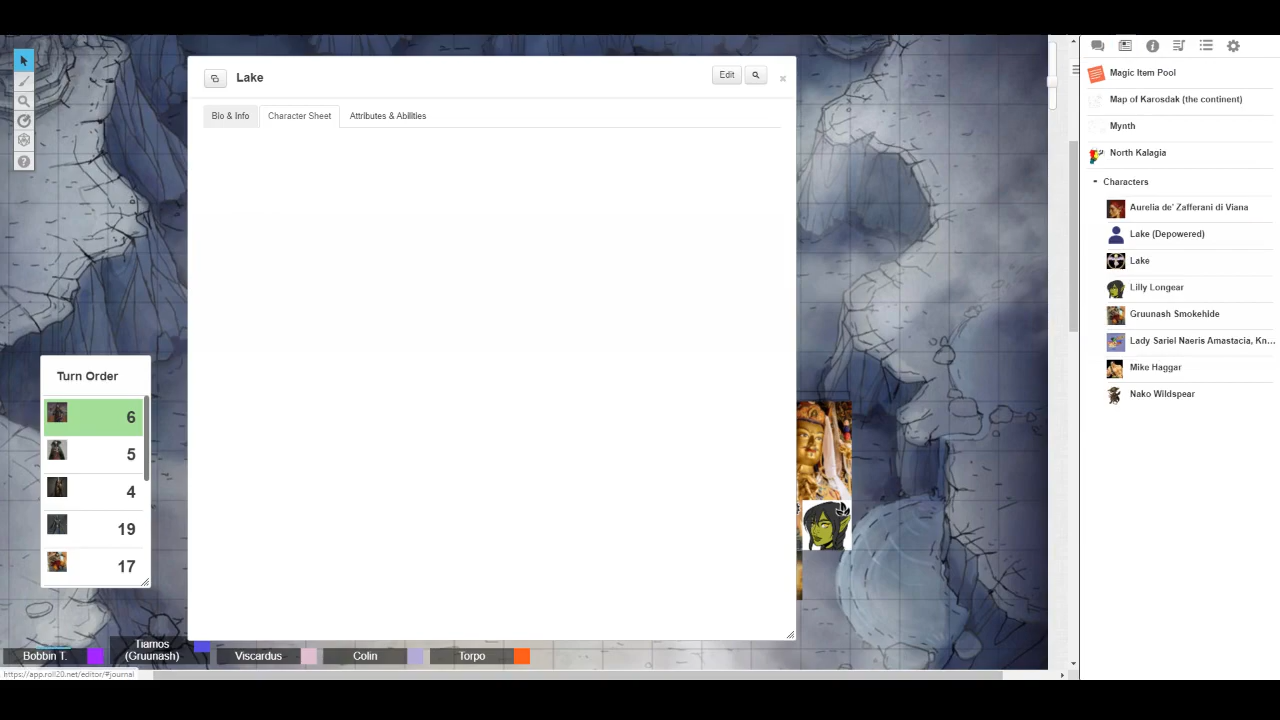 Lake
Edit
Bio & Info
Character Sheet
Attributes & Abilities
Turn Order
6
5
4
19
17
Bobbin T.
Tiamos
(Gruunash)
Viscardus
Colin
Torpo
https://app.roll20.net/editor/#journal
Magic Item Pool
Map of Karosdak (the continent)
Mynth
North Kalagia
Characters
Aurelia de' Zafferani di Viana
Lake (Depowered)
Lake
Lilly Longear
Gruunash Smokehide
Lady Sariel Naeris Amastacia, Kn...
Mike Haggar
Nako Wildspear